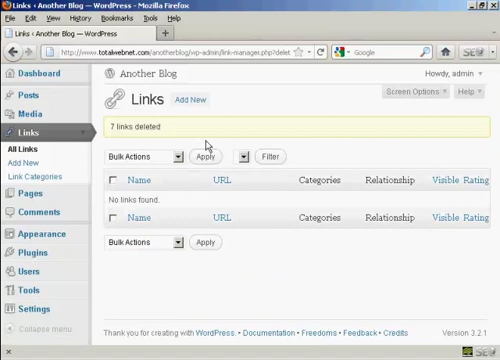 Links ‹ Another Blog — WordPress - Mozilla Firefox
File Edit View History Bookmarks Tools Help
Links ‹ Another Blog — WordPress +
http://www.totalwebnet.com/anotherblog/wp-admin/link-manager.php?delet
Google
SEO
Another Blog
Howdy, admin
Links Add New
Screen Options Help
7 links deleted
Bulk Actions Apply Filter
Name URL Categories Relationship Visible Rating
No links found.
Name URL Categories Relationship Visible Rating
Bulk Actions Apply
Dashboard
Posts
Media
Links
All Links
Add New
Link Categories
Pages
Comments
Appearance
Plugins
Users
Tools
Settings
Collapse menu
Thank you for creating with WordPress. • Documentation • Freedoms • Feedback • Credits
Version 3.2.1
SEO